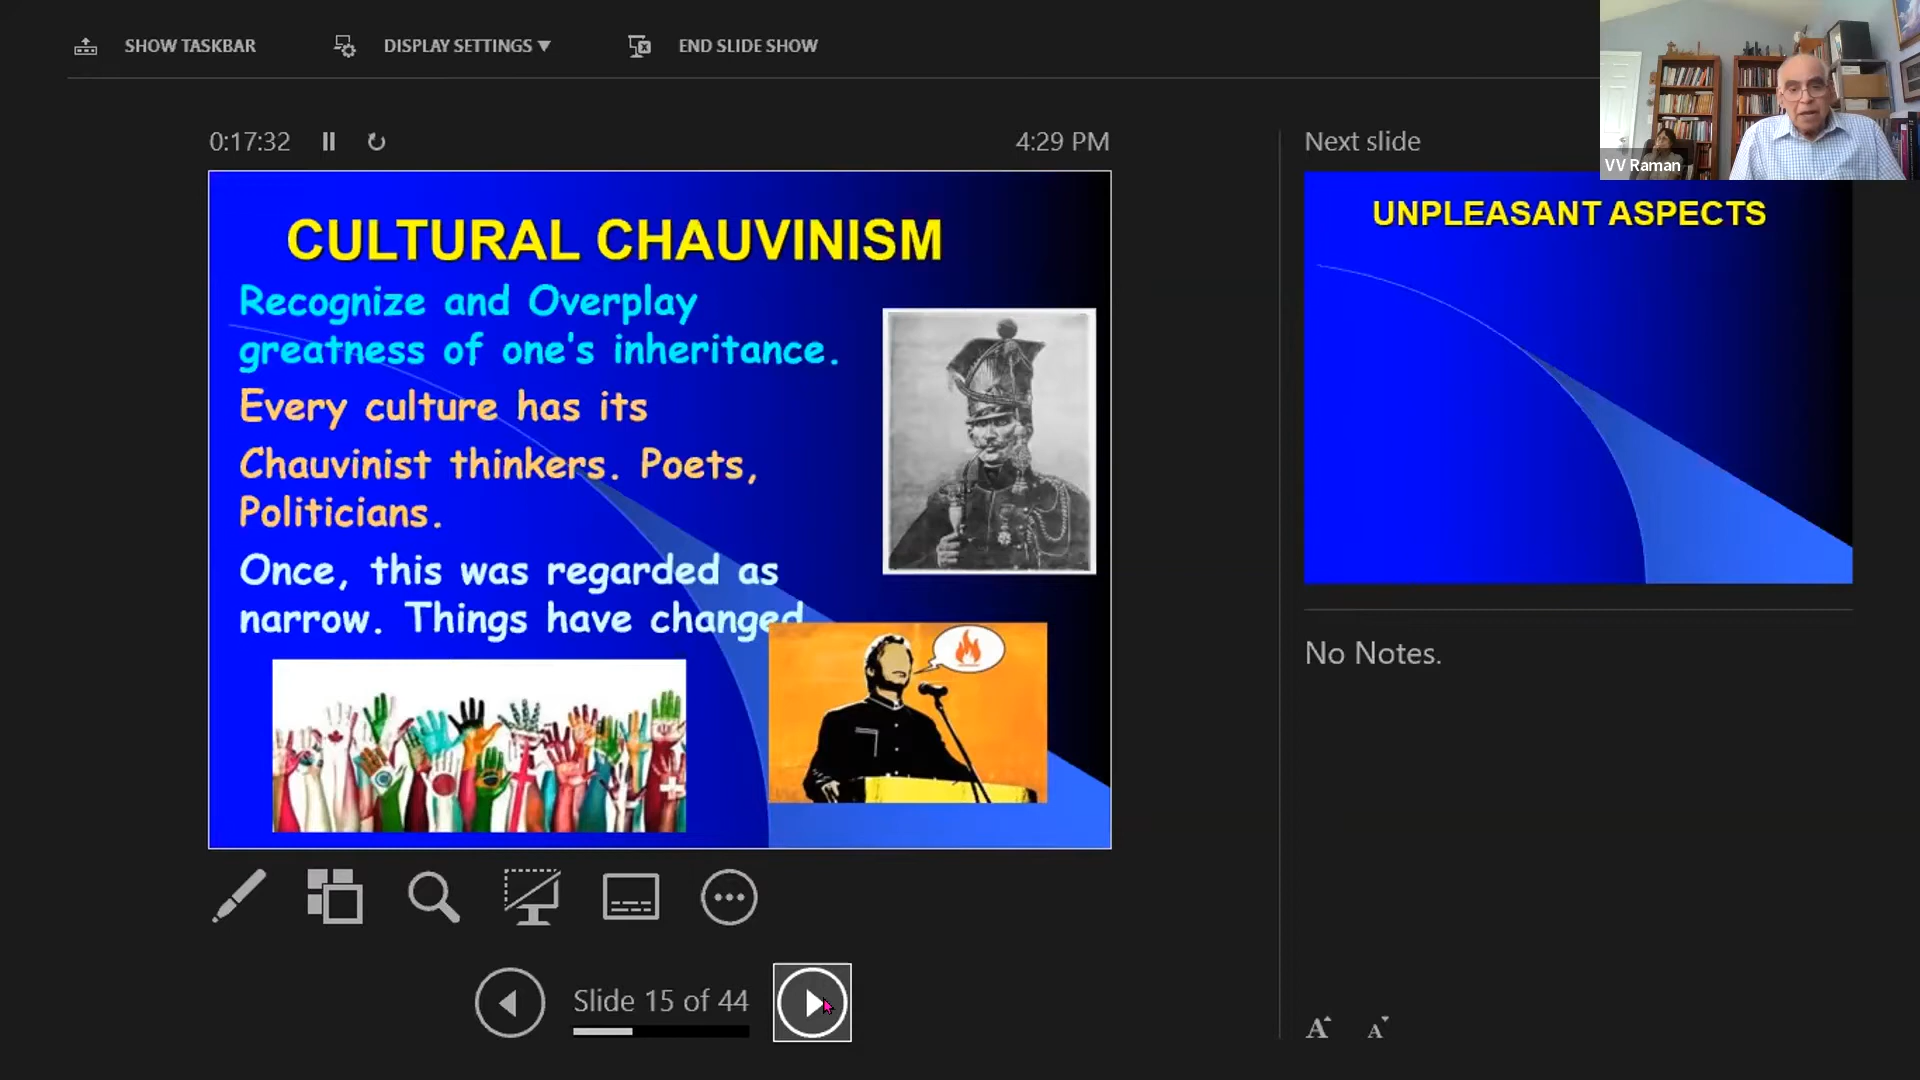 SHOW TASKBAR
DISPLAY SETTINGS ▼
END SLIDE SHOW
VV Raman
0:17:32
4:29 PM
Next slide
CULTURAL CHAUVINISM
Recognize and Overplay
greatness of one's inheritance.
Every culture has its
Chauvinist thinkers. Poets,
Politicians.
Once, this was regarded as
narrow. Things have changed
UNPLEASANT ASPECTS
No Notes.
Slide 15 of 44
A A